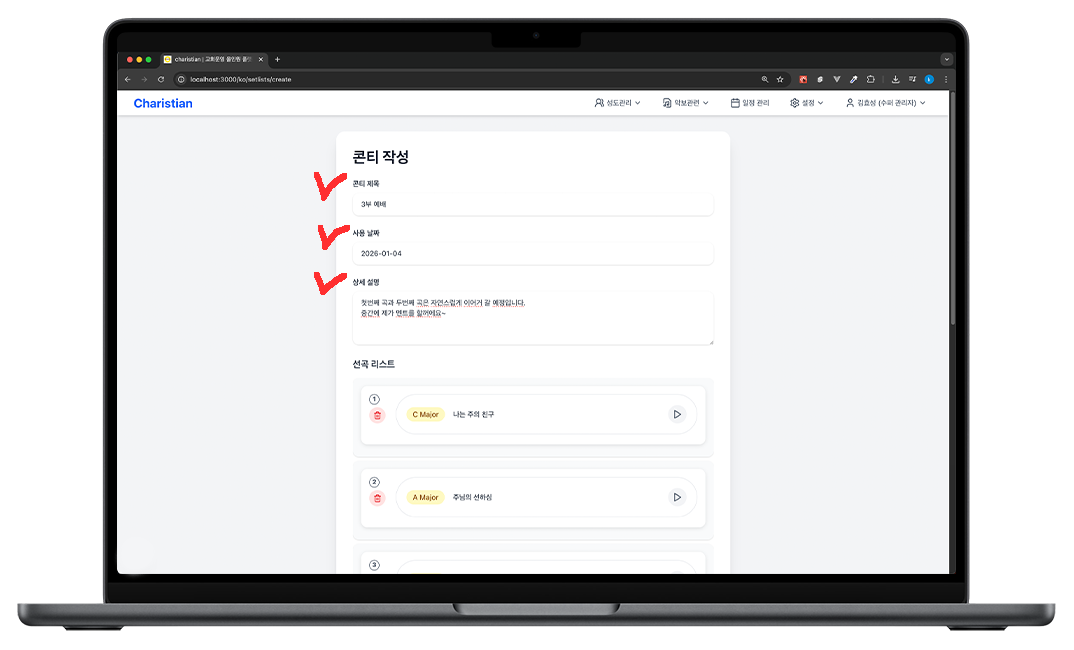 charistian | 교회운영 올인원 플랫
localhost:3000/ko/setlists/create
Charistian
성도관리
악보관련
일정 관리
설정
김효성 (수퍼 관리자)
콘티 작성
콘티 제목
3부 예배
사용 날짜
2026-01-04
상세 설명
첫번째 곡과 두번째 곡은 자연스럽게 이어거 갈 예정입니다.
중간에 제가 멘트를 할꺼에요~
선곡 리스트
1
C Major
나는 주의 친구
2
A Major
주님의 선하심
3